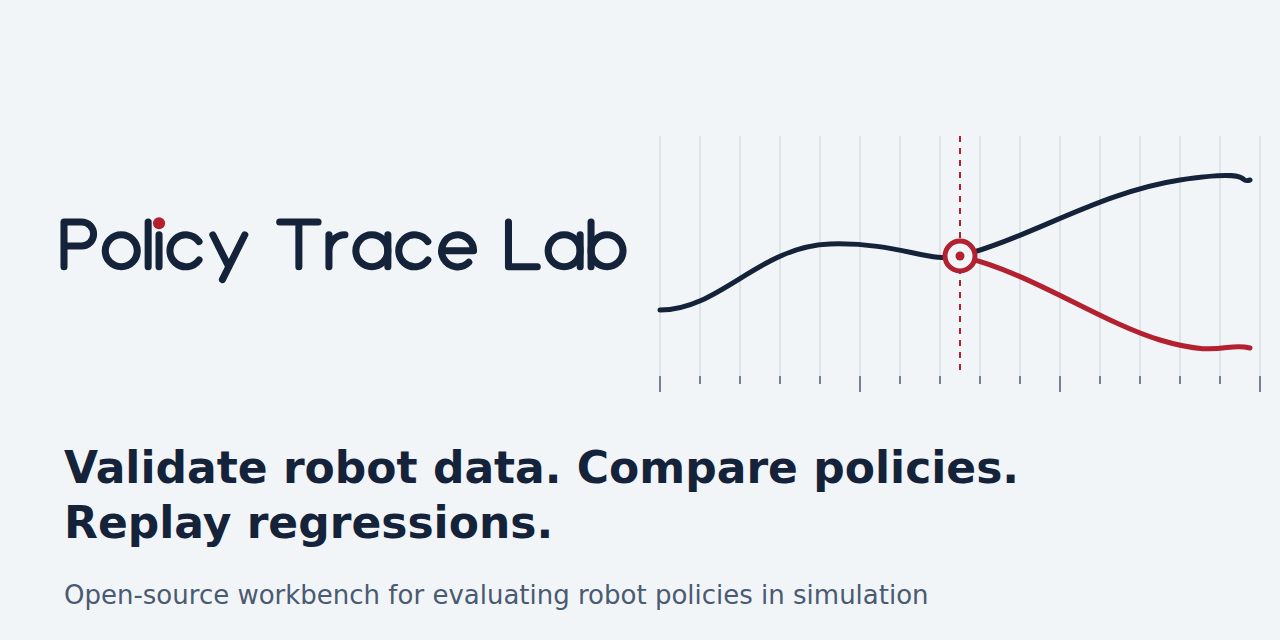 Policy Trace Lab
Validate robot data. Compare policies.
Replay regressions.
Open-source workbench for evaluating robot policies in simulation